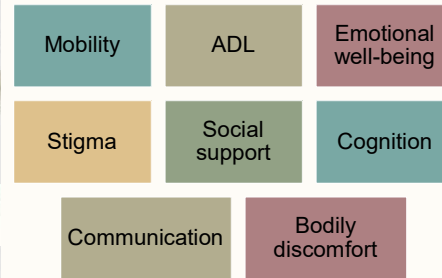 Mobility
ADL
Emotional
well-being
Stigma
Social
support
Cognition
Communication
Bodily
discomfort